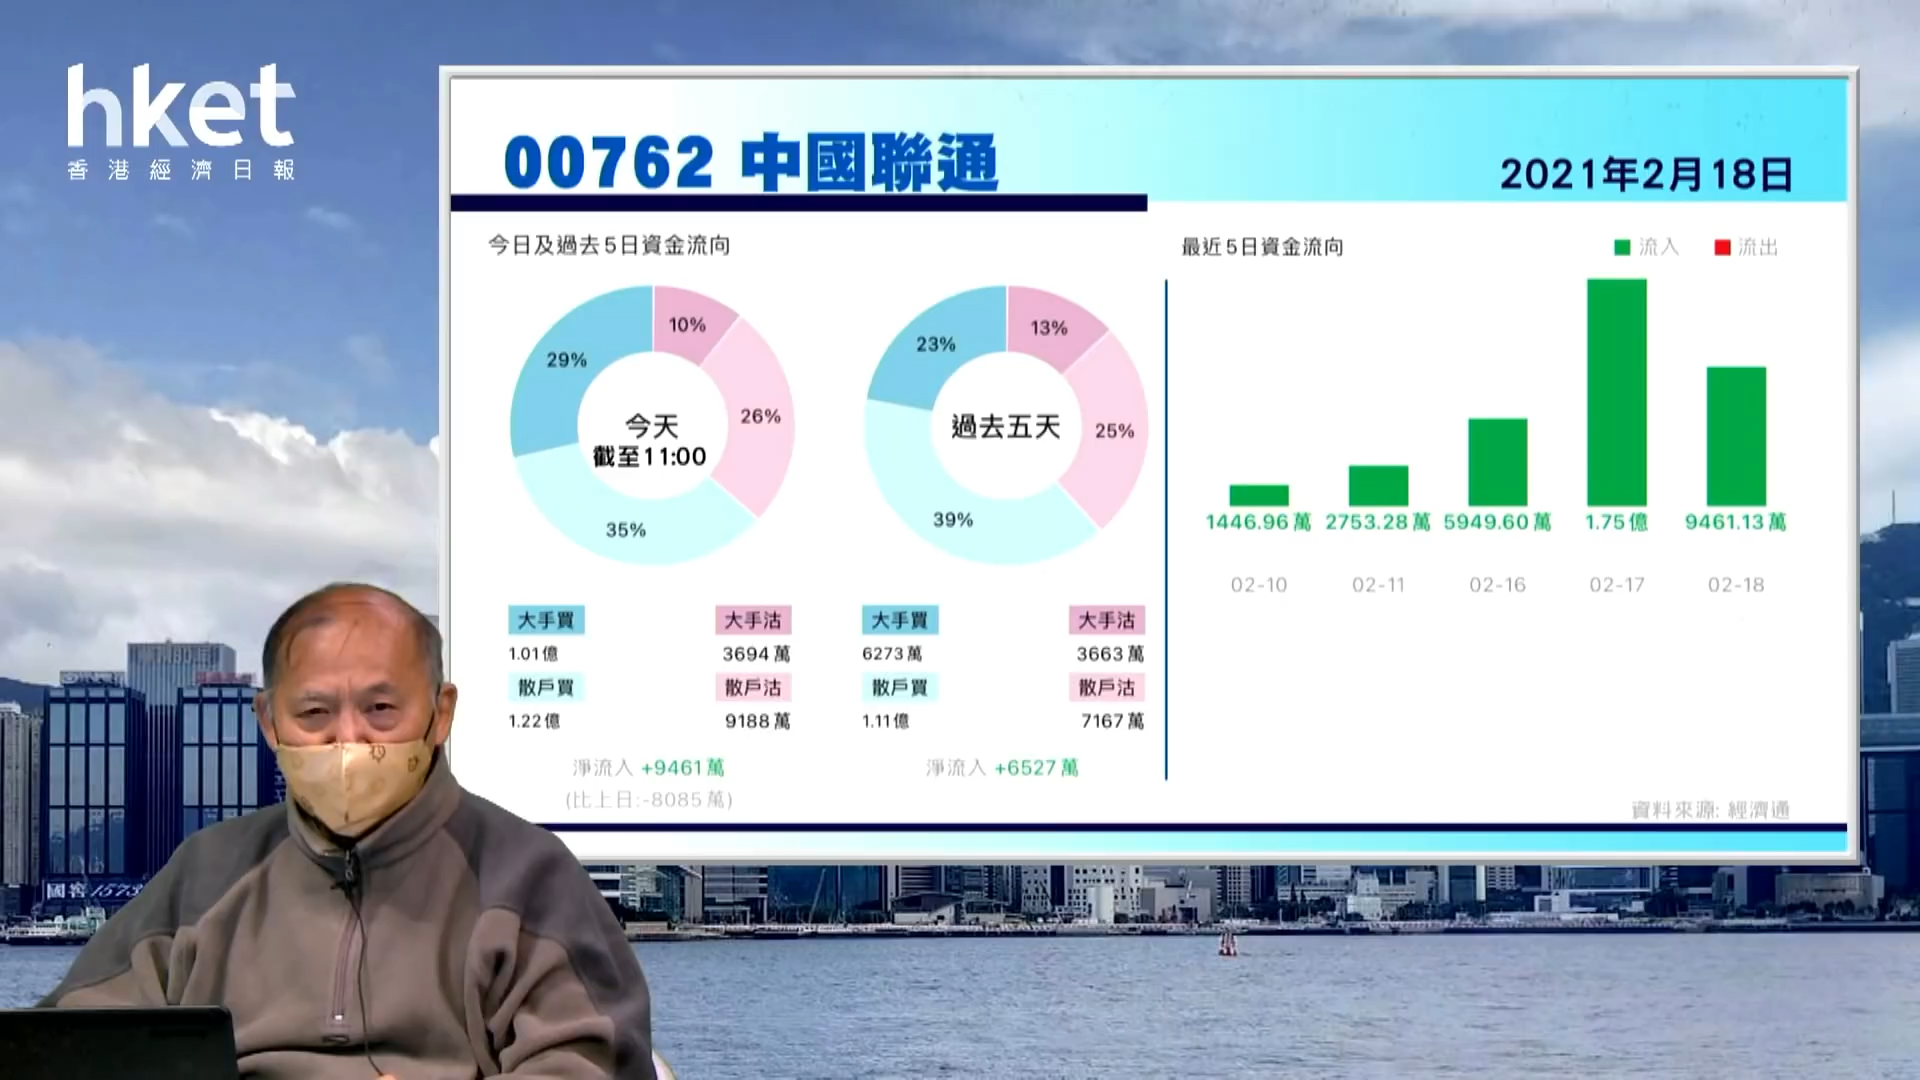 hket
香港經濟日報
00762 中國聯通
2021年2月18日
今日及過去5日資金流向
10%
29%
26%
今天
截至11:00
35%
13%
23%
25%
過去五天
39%
大手買
大手沽
1.01億
3694萬
散戶買
散戶沽
1.22億
9188萬
淨流入 +9461萬
(比上日:-8085萬)
大手買
大手沽
6273萬
3663萬
散戶買
散戶沽
1.11億
7167萬
淨流入 +6527萬
最近5日資金流向
流入
流出
1446.96萬 2753.28萬 5949.60萬 1.75億 9461.13萬
02-10 02-11 02-16 02-17 02-18
資料來源: 經濟通
國窖 1573